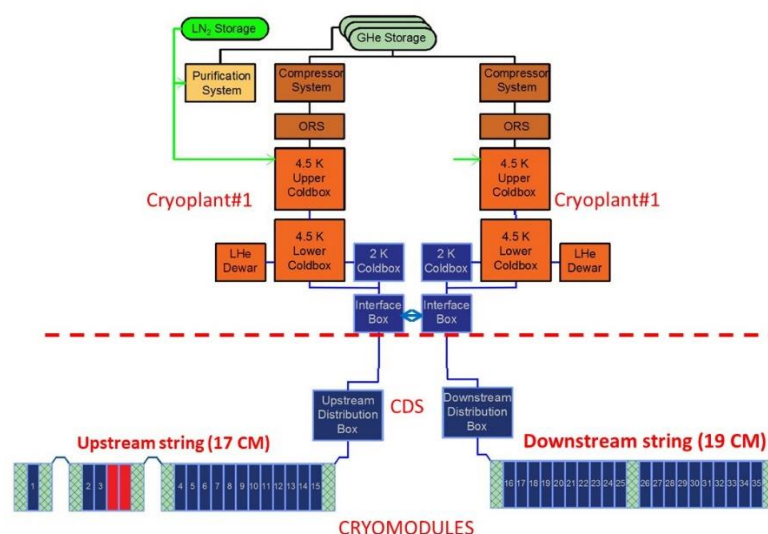 LN₂ Storage
GHe Storage
Purification
System
Compressor
System
Compressor
System
ORS
ORS
4.5 K
Upper
Coldbox
4.5 K
Upper
Coldbox
Cryoplant#1
Cryoplant#1
LHe
Dewar
4.5 K
Lower
Coldbox
2 K
Coldbox
2 K
Coldbox
4.5 K
Lower
Coldbox
LHe
Dewar
Interface
Box
Interface
Box
Upstream
Distribution
Box
CDS
Downstream
Distribution
Box
Upstream string (17 CM)
Downstream string (19 CM)
1
2 3
4 5 6 7 8 9 10 11 12 13 14 15
16 17 18 19 20 21 22 23 24 25
26 27 28 29 30 31 32 33 34 35
CRYOMODULES